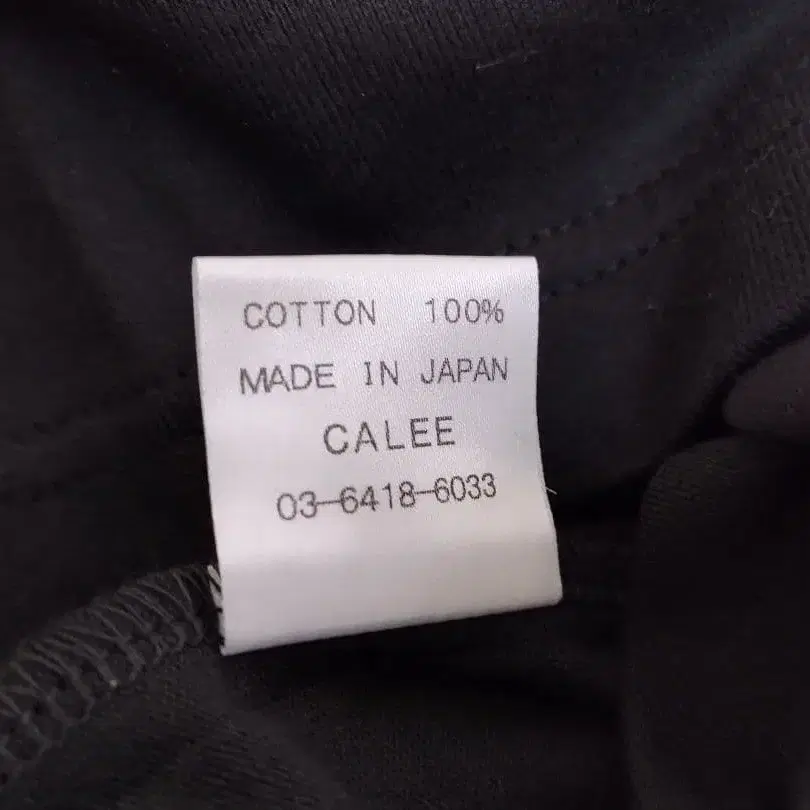 COTTON 100%
MADE IN JAPAN
CALEE
03-6418-6033